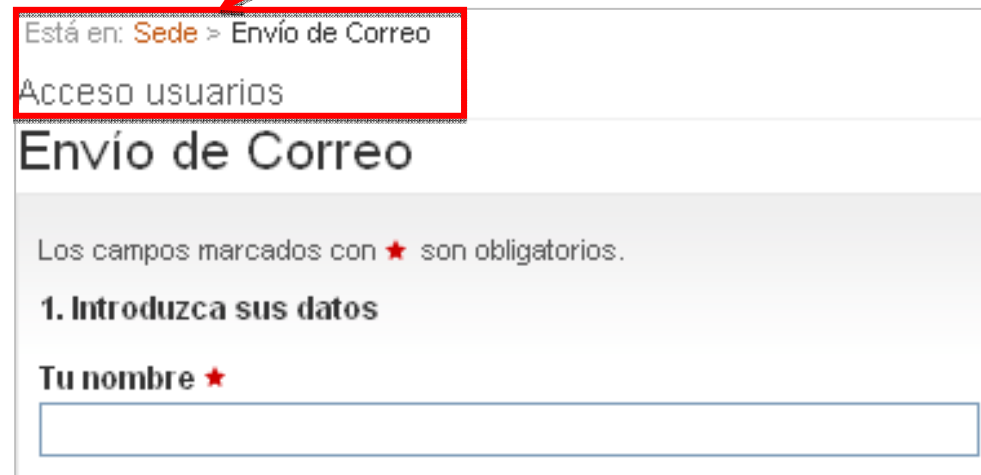 Está en: Sede > Envío de Correo
Acceso usuarios
Envío de Correo
Los campos marcados con ★ son obligatorios.
1. Introduzca sus datos
Tu nombre ★